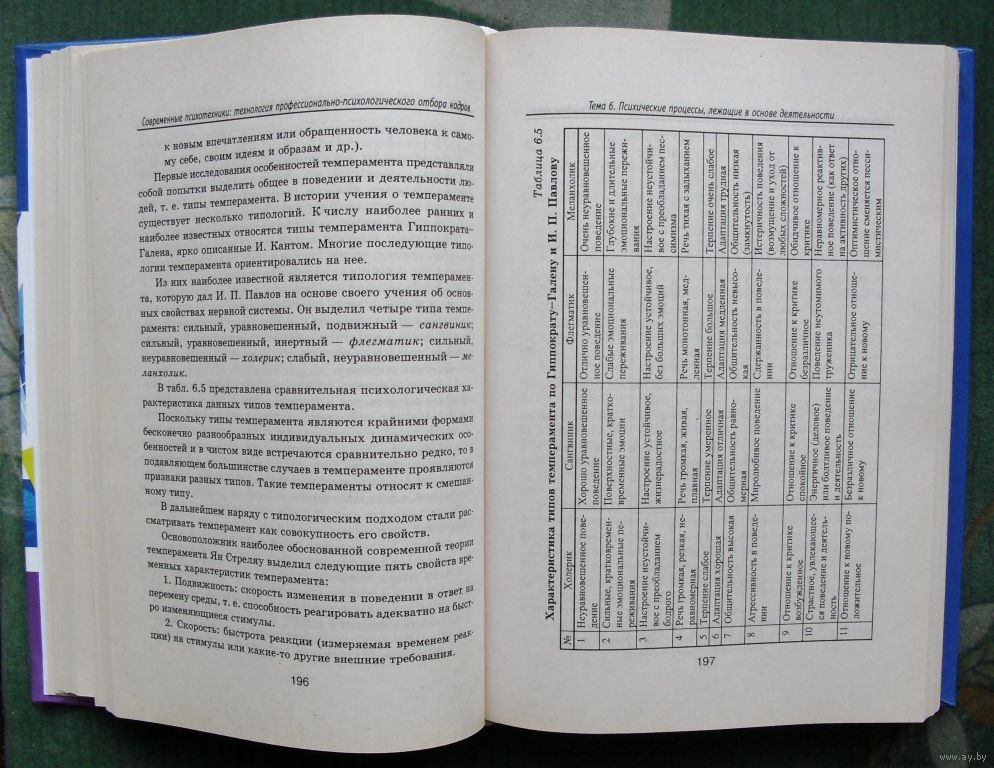 Современные психотехники: технология профессионально-психологического отбора кадров
к новым впечатлениям или обращенность человека к само-
му себе, своим идеям и образам и др.).
Первые исследования особенностей темперамента представляли
собой попытки выделить общее в поведении и деятельности лю-
дей, т. е. типы темперамента. В истории учения о темпераменте
существует несколько типологий. К числу наиболее ранних и
наиболее известных относятся типы темперамента Гиппократа-
Галена, ярко описанные И. Кантом. Многие последующие типо-
логии темперамента ориентировались на нее.
Из них наиболее известной является типология темперамен-
та, которую дал И. П. Павлов на основе своего учения об основ-
ных свойствах нервной системы. Он выделил четыре типа темпе-
рамента: сильный, уравновешенный, подвижный — сангвиник;
сильный, уравновешенный, инертный — флегматик; сильный,
неуравновешенный — холерик; слабый, неуравновешенный — ме-
ланхолик.
В табл. 6.5 представлена сравнительная психологическая ха-
рактеристика данных типов темперамента.
Поскольку типы темперамента являются крайними формами
бесконечно разнообразных индивидуальных динамических осо-
бенностей и в чистом виде встречаются сравнительно редко, то в
подавляющем большинстве случаев в темпераменте проявляются
признаки разных типов. Такие темпераменты относят к смешан-
ному типу.
В дальнейшем наряду с типологическим подходом стали рас-
сматривать темперамент как совокупность его свойств.
Основоположник наиболее обоснованной современной теории
темперамента Ян Стреляу выделил следующие пять свойств вре-
менных характеристик темперамента:
1. Подвижность: скорость изменения в поведении в ответ на
перемену среды, т. е. способность реагировать адекватно на быст-
ро изменяющиеся стимулы.
2. Скорость: быстрота реакции (измеряемая временем реак-
ции) на стимулы или какие-то другие внешние требования.
196
Тема 6. Психические процессы, лежащие в основе деятельности
Таблица 6.5
Характеристика типов темперамента по Гиппократу—Галену и И. П. Павлову
№ Холерик Сангвиник Флегматик Меланхолик
1 Неуравновешенное пове- Хорошо уравновешенное Отлично уравновешен- Очень неуравновешенное
дение поведение ное поведение поведение
2 Сильные, кратковремен- Поверхностные, кратко- Слабые эмоциональные Глубокие и длительные
ные эмоциональные пе- временные эмоции переживания эмоциональные пережи-
реживания вания
3 Настроение неустойчи- Настроение устойчивое, Настроение устойчивое, Настроение неустойчи-
вое с преобладанием жизнерадостное без больших эмоций вое с преобладанием пес-
бодрого симизма
4 Речь громкая, резкая, не- Речь громкая, живая, Речь монотонная, мед- Речь тихая с задыханием
равномерная плавная ленная
5 Терпение слабое Терпение умеренное Терпение большое Терпение очень слабое
6 Адаптация хорошая Адаптация отличная Адаптация медленная Адаптация трудная
7 Общительность высокая Общительность равно- Общительность невысо- Общительность низкая
мерная кая (замкнутость)
8 Агрессивность в поведе- Миролюбивое поведение Сдержанность в поведе- Истеричность поведения
нии нии (возмущение и уход от
любых сложностей)
9 Отношение к критике Отношение к критике Отношение к критике Обидчивое отношение к
возбужденное спокойное безразличное критике
10 Страстное, увлекающее- Энергичное (деловое) Поведение неутомимого Неравномерное реактив-
ся поведение и деятель- или болтливое поведение труженика ное поведение (как ответ
ность и деятельность на активность других)
11 Отношение к новому по- Безразличное отношение Отрицательное отноше- Оптимистическое отно-
ложительное к новому ние к новому шение сменяется песси-
мистическим
197
www.ay.by